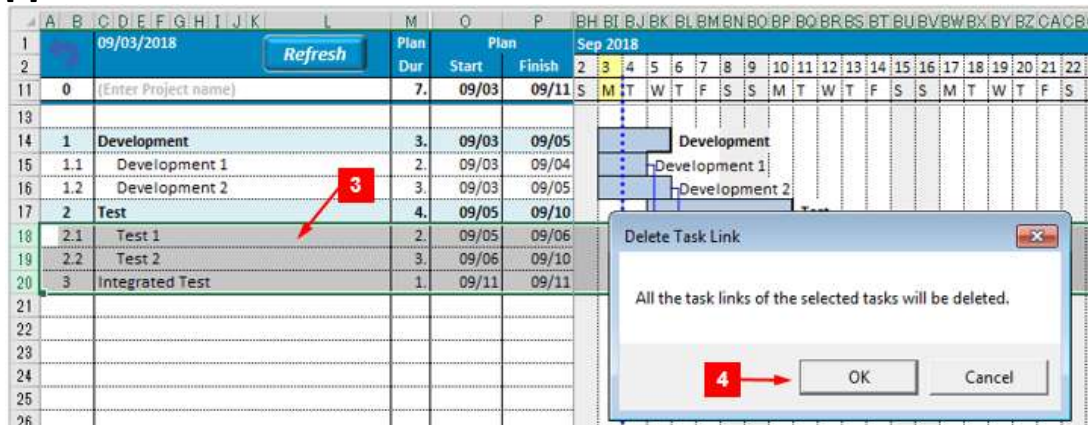 A B C D E F G H I J K L M O P BH BI BJ BK BL BM BN BO BP BQ BR BS BT BU BV BW BX BY BZ CA CB
1 09/03/2018 Refresh Plan Plan Sep 2018
2 Dur Start Finish 2 3 4 5 6 7 8 9 10 11 12 13 14 15 16 17 18 19 20 21 22
11 0 (Enter Project name) 7. 09/03 09/11 S M T W T F S S M T W T F S S M T W T F S
13
14 1 Development 3. 09/03 09/05 Development
15 1.1 Development 1 2. 09/03 09/04 Development 1
16 1.2 Development 2 3. 09/03 09/05 Development 2
3
17 2 Test 4. 09/05 09/10 Test
18 2.1 Test 1 2. 09/05 09/06 Delete Task Link
19 2.2 Test 2 3. 09/06 09/10
20 3 Integrated Test 1. 09/11 09/11 All the task links of the selected tasks will be deleted.
21
22
23
24 4 OK Cancel
25
26